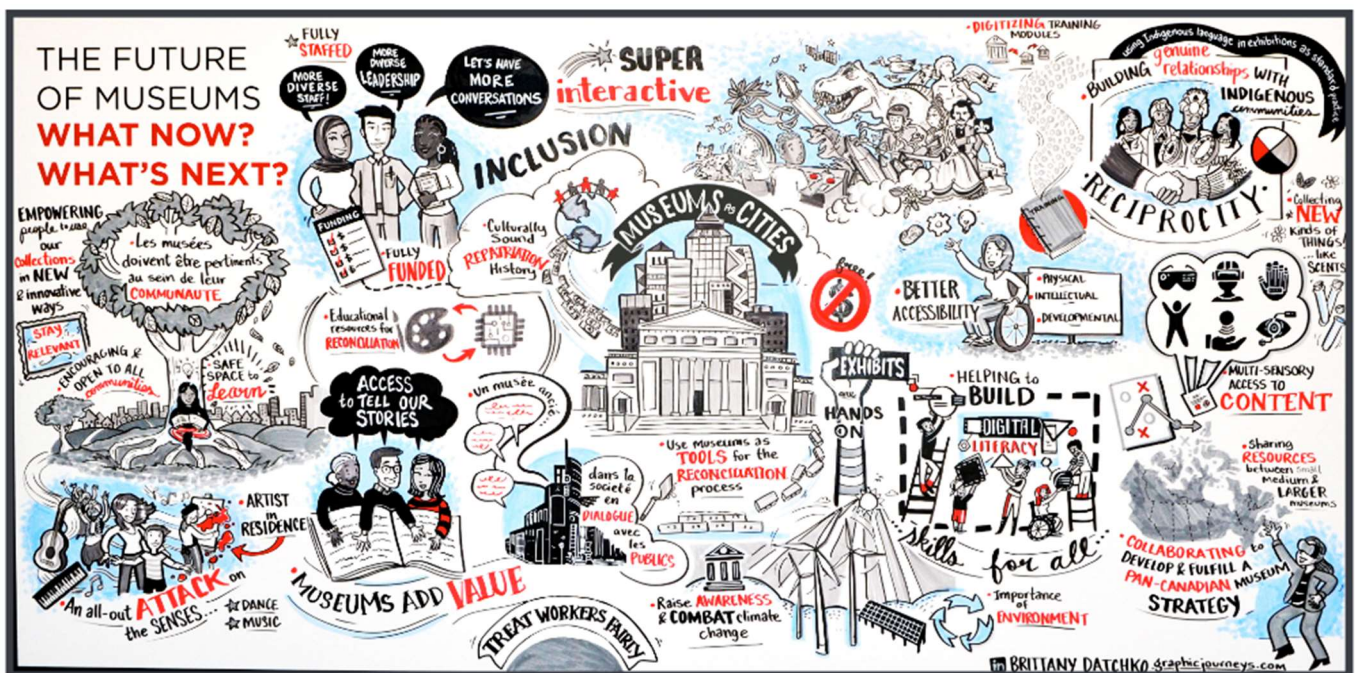 THE FUTURE
OF MUSEUMS
WHAT NOW?
WHAT'S NEXT?
FULLY
STAFFED
MORE
DIVERSE
STAFF!
MORE
DIVERSE
LEADERSHIP
LET'S HAVE
MORE
CONVERSATIONS
SUPER
interactive
INCLUSION
FUNDING
FULLY
FUNDED
• Culturally
Sound
REPATRIATION
History
MUSEUMS AS CITIES
• DIGITIZING TRAINING
MODULES
TRAINING
using Indigenous language in exhibitions as standard practice
• BUILDING genuine
relationships WITH
INDIGENOUS
communities
• RECIPROCITY •
• Collecting
NEW
Kinds of
THINGS!
... like
SCENTS
EMPOWERING
people to use
our
Collections
in NEW
& innovative
ways
• Les musées
doivent être pertinents
au sein de leur
COMMUNAUTE
STAY
RELEVANT
• ENCOURAGING &
OPEN TO ALL
communities
• SAFE
SPACE to
Learn
• Educational
resources for
RECONCILIATION
ACCESS
to TELL OUR
STORIES
• MUSEUMS ADD VALUE
• Un musée ancré...
dans la
societé
en
DIALOGUE
avec
les
PUBLICS
• Use Museums as
TOOLS for the
RECONCILIATION
process
free!
$
• BETTER
ACCESSIBILITY
• PHYSICAL
• INTELLECTUAL
• DEVELOPMENTAL
EXHIBITS
are
HANDS
ON
• HELPING to
BUILD
DIGITAL
LITERACY
skills for all
• MULTI-SENSORY
ACCESS TO
CONTENT
• Sharing
RESOURCES
between small
medium &
LARGER
museums
• COLLABORATING to
DEVELOP & FULFILL A
PAN-CANADIAN MUSEUM
STRATEGY
• ARTIST
in
RESIDENCE
• An all-out ATTACK on
the SENSES...
DANCE
MUSIC
TREAT WORKERS FAIRLY
• Raise AWARENESS
& COMBAT climate
change
• Importance
of
ENVIRONMENT
in BRITTANY DATCHKO graphicjourneys.com